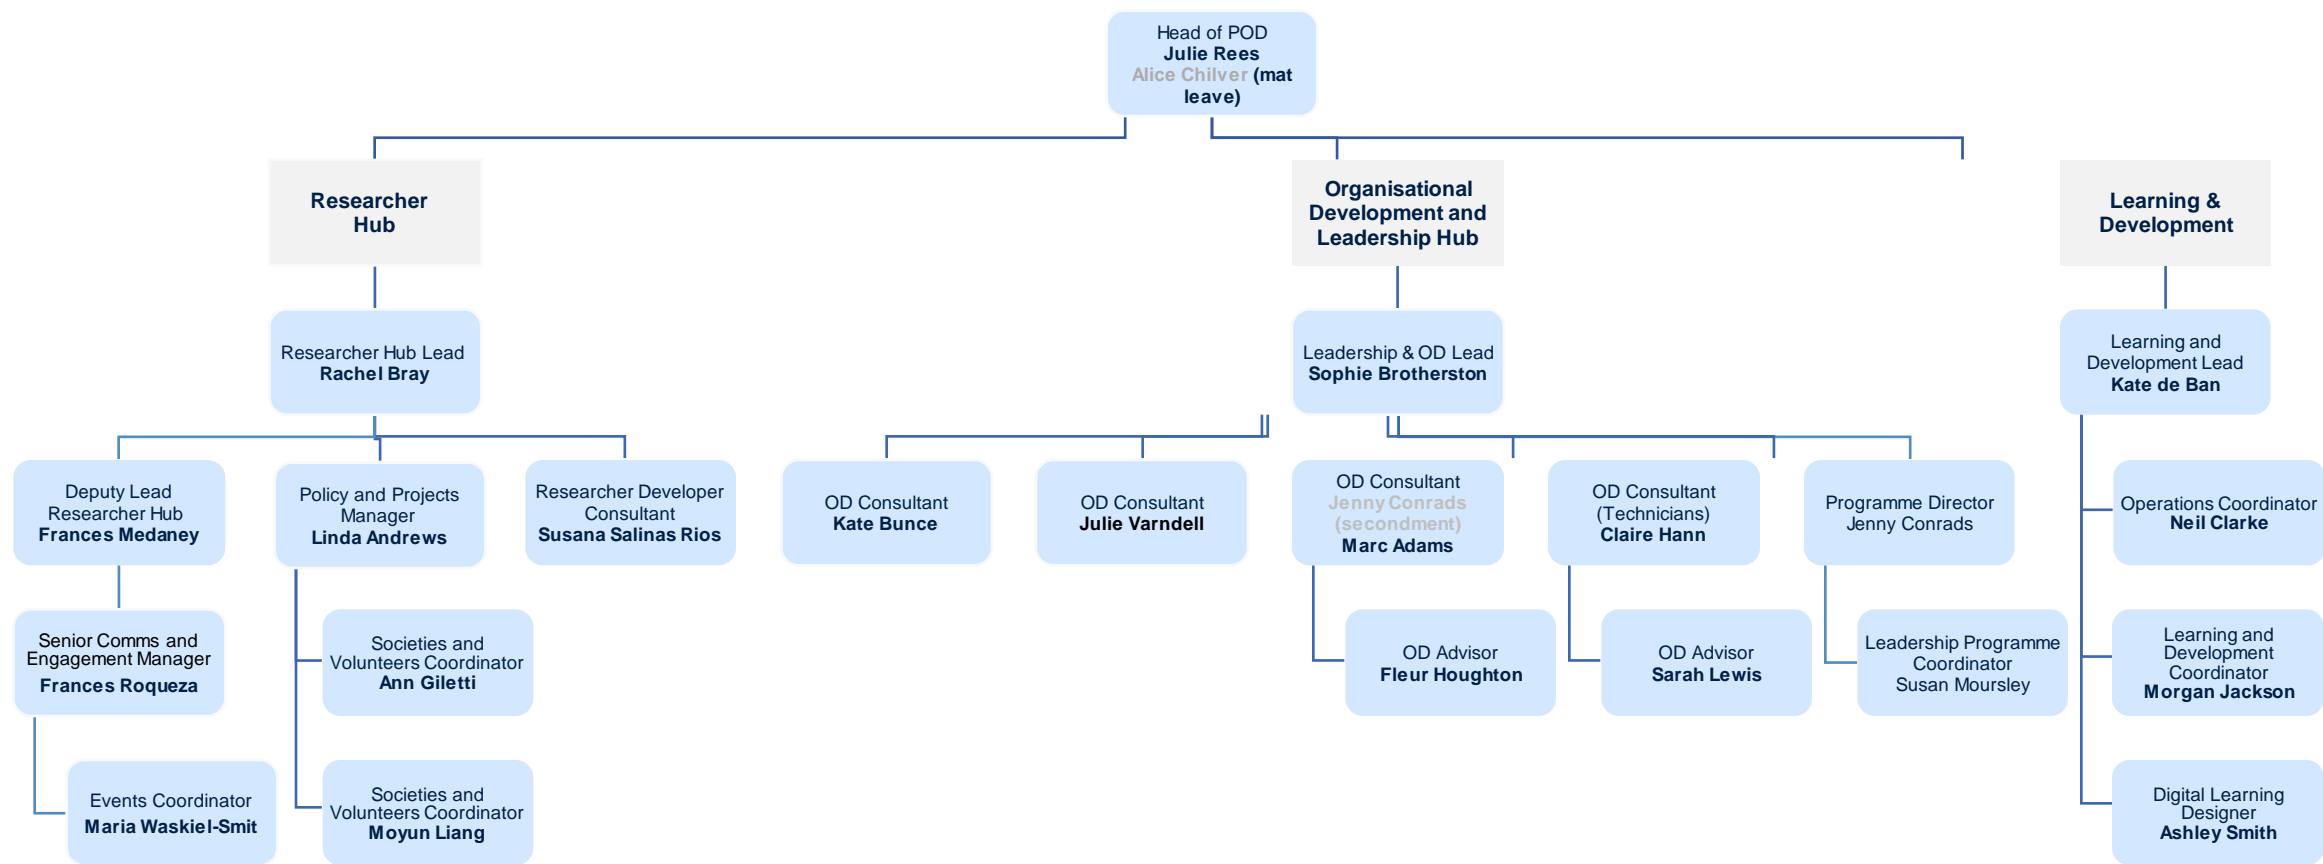 Head of POD
Julie Rees
Alice Chilver (mat
leave)
Researcher
Hub
Organisational
Development and
Leadership Hub
Learning &
Development
Researcher Hub Lead
Rachel Bray
Leadership & OD Lead
Sophie Brotherston
Learning and
Development Lead
Kate de Ban
Deputy Lead
Researcher Hub
Frances Medaney
Policy and Projects
Manager
Linda Andrews
Researcher Developer
Consultant
Susana Salinas Rios
OD Consultant
Kate Bunce
OD Consultant
Julie Varndell
OD Consultant
Jenny Conrads
(secondment)
Marc Adams
OD Consultant
(Technicians)
Claire Hann
Programme Director
Jenny Conrads
Operations Coordinator
Neil Clarke
Senior Comms and
Engagement Manager
Frances Roqueza
Societies and
Volunteers Coordinator
Ann Giletti
OD Advisor
Fleur Houghton
OD Advisor
Sarah Lewis
Leadership Programme
Coordinator
Susan Moursley
Learning and
Development
Coordinator
Morgan Jackson
Events Coordinator
Maria Waskiel-Smit
Societies and
Volunteers Coordinator
Moyun Liang
Digital Learning
Designer
Ashley Smith